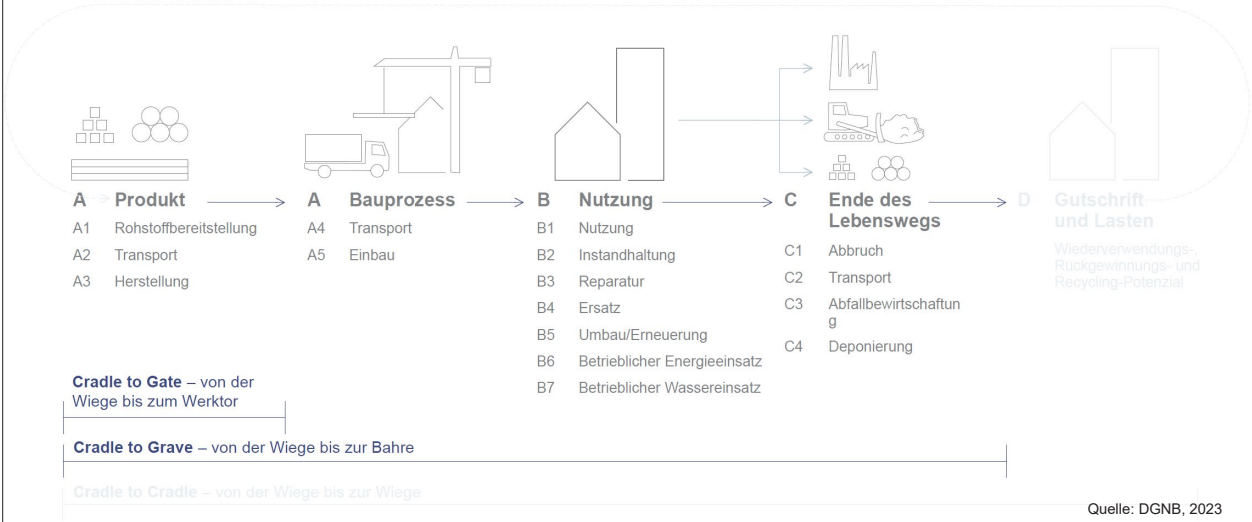 A Produkt
A1 Rohstoffbereitstellung
A2 Transport
A3 Herstellung
A Bauprozess
A4 Transport
A5 Einbau
B Nutzung
B1 Nutzung
B2 Instandhaltung
B3 Reparatur
B4 Ersatz
B5 Umbau/Erneuerung
B6 Betrieblicher Energieeinsatz
B7 Betrieblicher Wassereinsatz
C Ende des
Lebenswegs
C1 Abbruch
C2 Transport
C3 Abfallbewirtschaftun
g
C4 Deponierung
D Gutschrift
und Lasten
Wiederverwendungs-,
Rückgewinnungs- und
Recycling-Potenzial
Cradle to Gate – von der
Wiege bis zum Werktor
Cradle to Grave – von der Wiege bis zur Bahre
Cradle to Cradle – von der Wiege bis zur Wiege
Quelle: DGNB, 2023